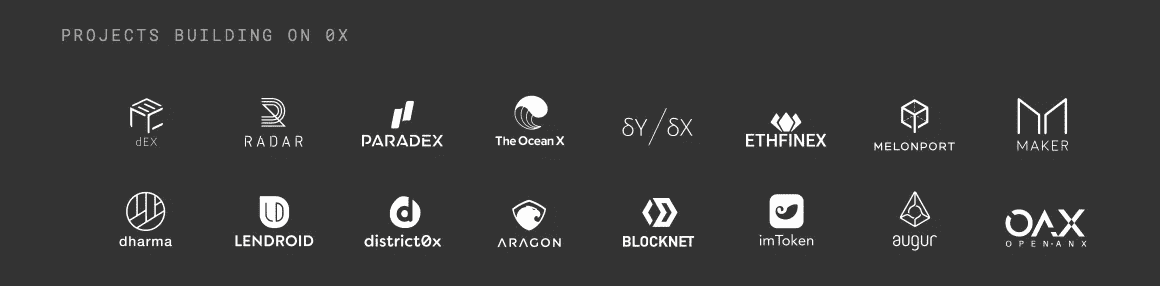 PROJECTS BUILDING ON 0X
dEX
RADAR
PARADEX
The Ocean X
δY/δX
ETHFINEX
MELONPORT
MAKER
dharma
LD
LENDROID
d
district0x
ARAGON
BLOCKNET
imToken
augur
OAX
OPEN·ANX